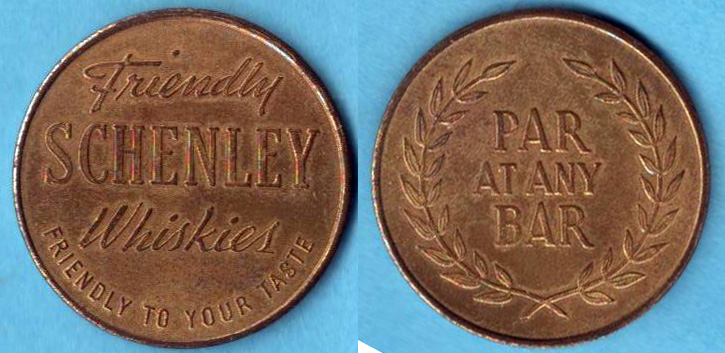 Friendly
SCHENLEY
Whiskies
FRIENDLY TO YOUR TASTE
PAR
AT ANY
BAR